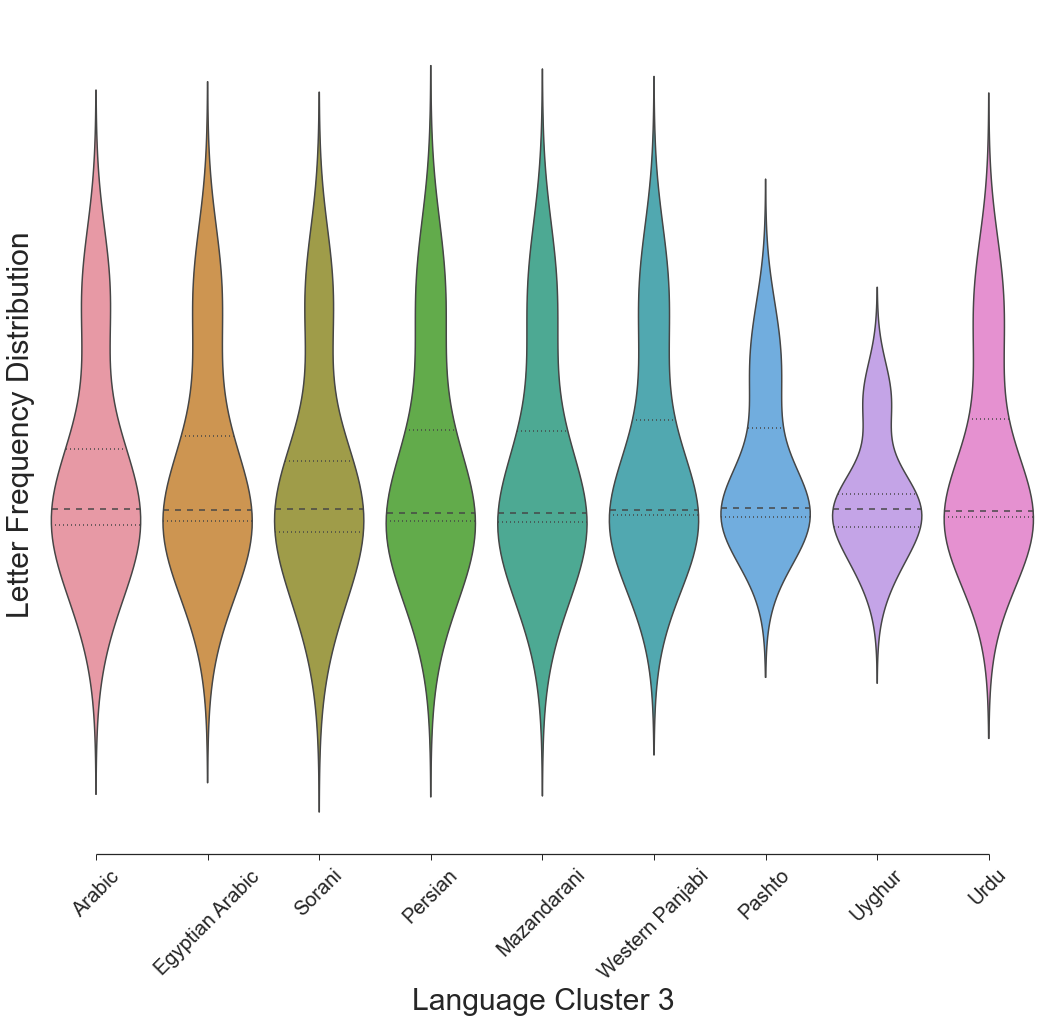 Letter Frequency Distribution
Arabic
Egyptian Arabic
Sorani
Persian
Mazandarani
Western Panjabi
Pashto
Uyghur
Urdu
Language Cluster 3